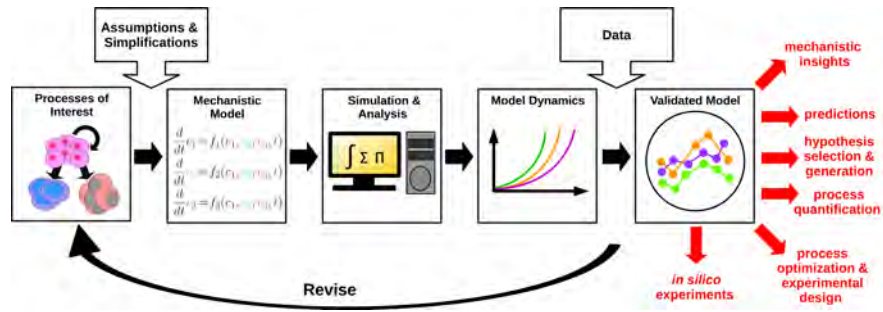 Assumptions &
Simplifications
Data
Processes of
Interest
Mechanistic
Model
Simulation &
Analysis
Model Dynamics
Validated Model
∫ Σ Π
Revise
mechanistic
insights
predictions
hypothesis
selection &
generation
process
quantification
process
optimization &
experimental
design
in silico
experiments